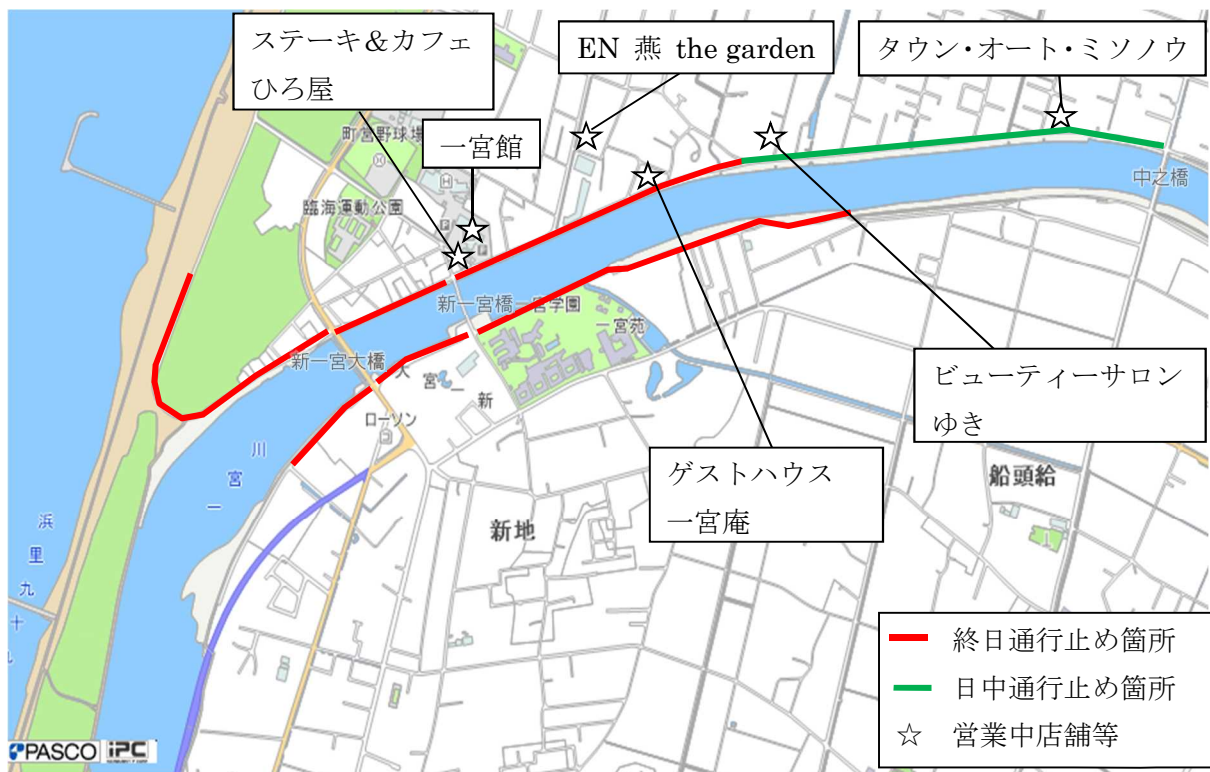 ステーキ＆カフェ
ひろ屋
EN 燕 the garden
タウン・オート・ミソノウ
一宮館
町営野球場
臨海運動公園
中之橋
新一宮橋
一宮学園
一宮苑
新一宮大橋
大
宮
一
新
ローソン
ビューティーサロン
ゆき
ゲストハウス
一宮庵
川
宮
一
船頭給
新地
浜
里
九
十
九
終日通行止め箇所
日中通行止め箇所
☆ 営業中店舗等
PASCO iPC